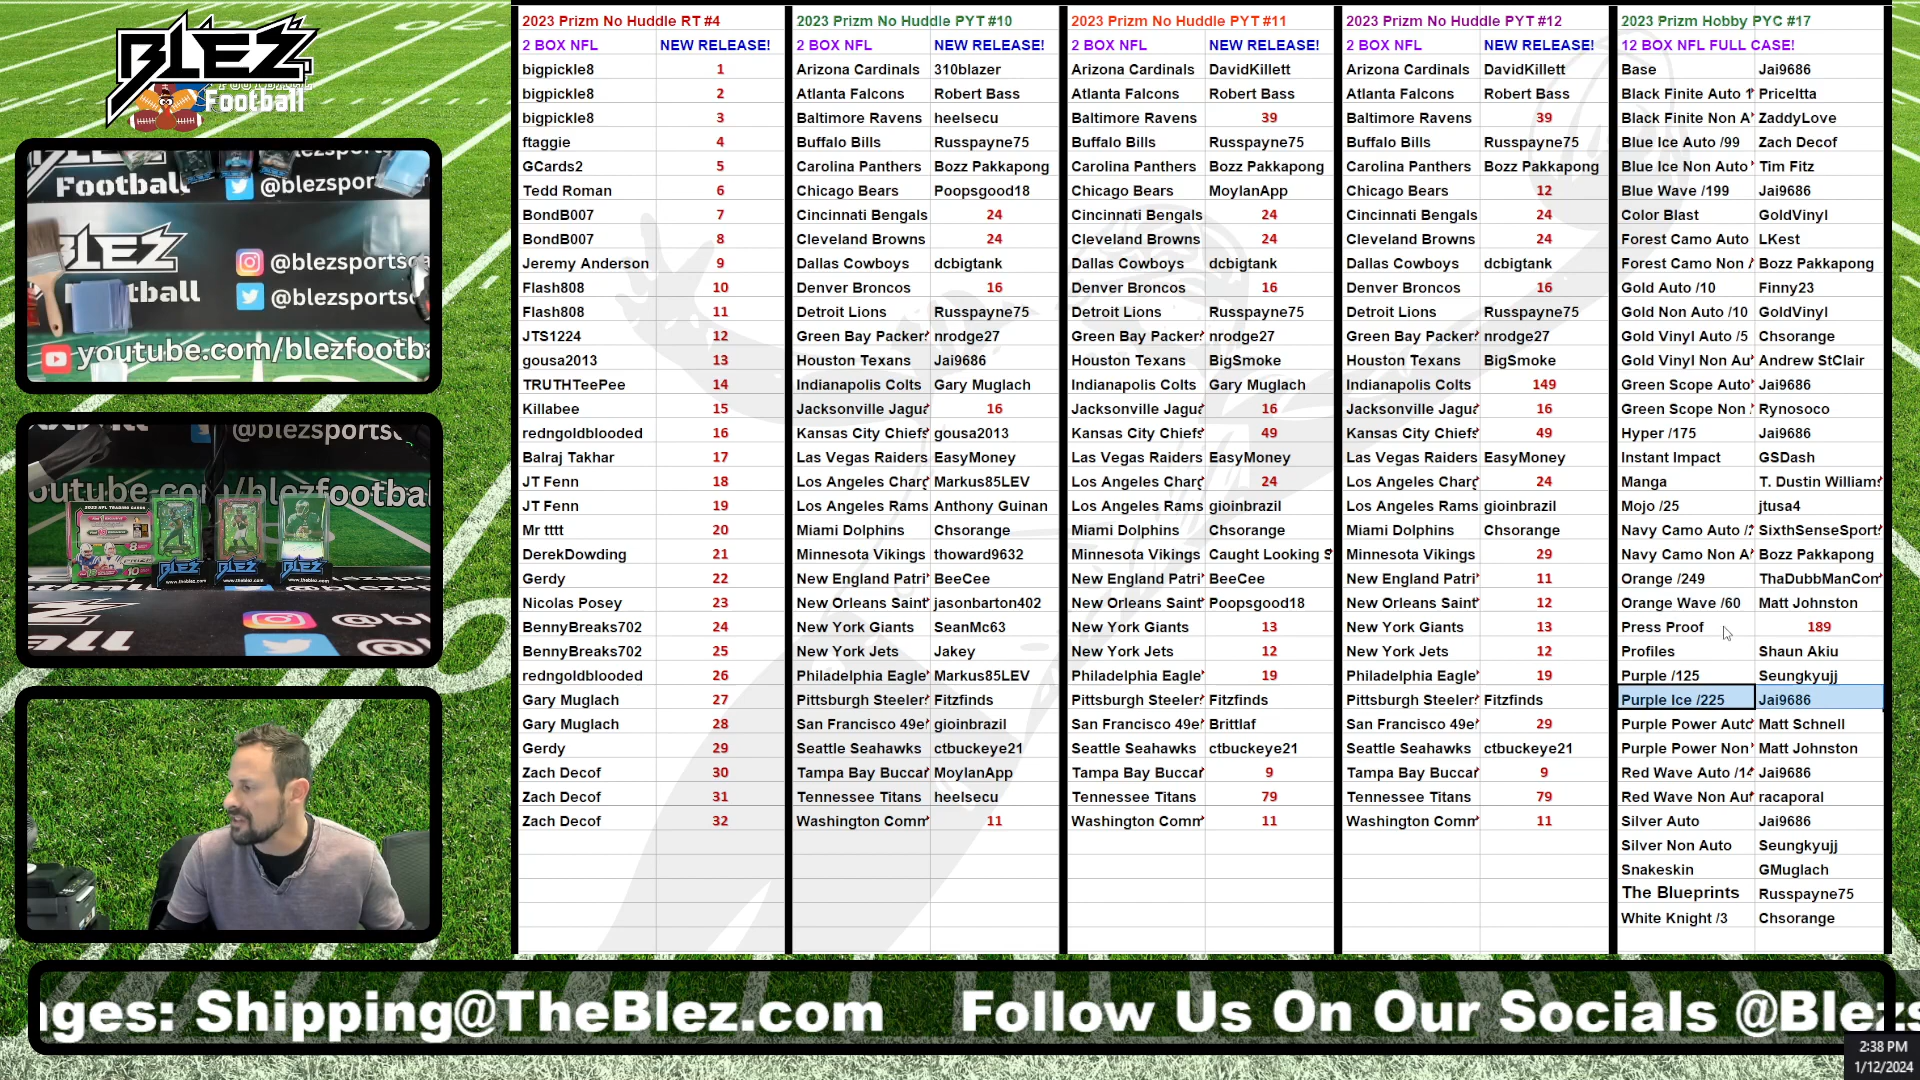 BLEZ
Football
Football
@blezspor
BLEZ
@blezsportsca
@blezsportsc
tball
youtube.com/blezfootb
@blezsports
outube.com/blezfootbal
BLEZ
BLEZ
BLEZ
www.theblez.com
www.theblez.com
www.theblez.com
2023 Prizm No Huddle RT #4
2 BOX NFL NEW RELEASE!
bigpickle8 1
bigpickle8 2
bigpickle8 3
ftaggie 4
GCards2 5
Tedd Roman 6
BondB007 7
BondB007 8
Jeremy Anderson 9
Flash808 10
Flash808 11
JTS1224 12
gousa2013 13
TRUTHTeePee 14
Killabee 15
redngoldblooded 16
Balraj Takhar 17
JT Fenn 18
JT Fenn 19
Mr tttt 20
DerekDowding 21
Gerdy 22
Nicolas Posey 23
BennyBreaks702 24
BennyBreaks702 25
redngoldblooded 26
Gary Muglach 27
Gary Muglach 28
Gerdy 29
Zach Decof 30
Zach Decof 31
Zach Decof 32
2023 Prizm No Huddle PYT #10
2 BOX NFL NEW RELEASE!
Arizona Cardinals 310blazer
Atlanta Falcons Robert Bass
Baltimore Ravens heelsecu
Buffalo Bills Russpayne75
Carolina Panthers Bozz Pakkapong
Chicago Bears Poopsgood18
Cincinnati Bengals 24
Cleveland Browns 24
Dallas Cowboys dcbigtank
Denver Broncos 16
Detroit Lions Russpayne75
Green Bay Packer nrodge27
Houston Texans Jai9686
Indianapolis Colts Gary Muglach
Jacksonville Jagua 16
Kansas City Chiefs gousa2013
Las Vegas Raiders EasyMoney
Los Angeles Charg Markus85LEV
Los Angeles Rams Anthony Guinan
Miami Dolphins Chsorange
Minnesota Vikings thoward9632
New England Patri BeeCee
New Orleans Saint jasonbarton402
New York Giants SeanMc63
New York Jets Jakey
Philadelphia Eagle Markus85LEV
Pittsburgh Steeler Fitzfinds
San Francisco 49e gioinbrazil
Seattle Seahawks ctbuckeye21
Tampa Bay Buccar MoylanApp
Tennessee Titans heelsecu
Washington Comm 11
2023 Prizm No Huddle PYT #11
2 BOX NFL NEW RELEASE!
Arizona Cardinals DavidKillett
Atlanta Falcons Robert Bass
Baltimore Ravens 39
Buffalo Bills Russpayne75
Carolina Panthers Bozz Pakkapong
Chicago Bears MoylanApp
Cincinnati Bengals 24
Cleveland Browns 24
Dallas Cowboys dcbigtank
Denver Broncos 16
Detroit Lions Russpayne75
Green Bay Packer nrodge27
Houston Texans BigSmoke
Indianapolis Colts Gary Muglach
Jacksonville Jagua 16
Kansas City Chiefs 49
Las Vegas Raiders EasyMoney
Los Angeles Charg 24
Los Angeles Rams gioinbrazil
Miami Dolphins Chsorange
Minnesota Vikings Caught Looking S
New England Patri BeeCee
New Orleans Saint Poopsgood18
New York Giants 13
New York Jets 12
Philadelphia Eagle 19
Pittsburgh Steeler Fitzfinds
San Francisco 49e Brittlaf
Seattle Seahawks ctbuckeye21
Tampa Bay Buccar 9
Tennessee Titans 79
Washington Comm 11
2023 Prizm No Huddle PYT #12
2 BOX NFL NEW RELEASE!
Arizona Cardinals DavidKillett
Atlanta Falcons Robert Bass
Baltimore Ravens 39
Buffalo Bills Russpayne75
Carolina Panthers Bozz Pakkapong
Chicago Bears 12
Cincinnati Bengals 24
Cleveland Browns 24
Dallas Cowboys dcbigtank
Denver Broncos 16
Detroit Lions Russpayne75
Green Bay Packer nrodge27
Houston Texans BigSmoke
Indianapolis Colts 149
Jacksonville Jagua 16
Kansas City Chiefs 49
Las Vegas Raiders EasyMoney
Los Angeles Charg 24
Los Angeles Rams gioinbrazil
Miami Dolphins Chsorange
Minnesota Vikings 29
New England Patri 11
New Orleans Saint 12
New York Giants 13
New York Jets 12
Philadelphia Eagle 19
Pittsburgh Steeler Fitzfinds
San Francisco 49e 29
Seattle Seahawks ctbuckeye21
Tampa Bay Buccar 9
Tennessee Titans 79
Washington Comm 11
2023 Prizm Hobby PYC #17
12 BOX NFL FULL CASE!
Base Jai9686
Black Finite Auto 1 Priceltta
Black Finite Non A ZaddyLove
Blue Ice Auto /99 Zach Decof
Blue Ice Non Auto Tim Fitz
Blue Wave /199 Jai9686
Color Blast GoldVinyl
Forest Camo Auto LKest
Forest Camo Non Bozz Pakkapong
Gold Auto /10 Finny23
Gold Non Auto /10 GoldVinyl
Gold Vinyl Auto /5 Chsorange
Gold Vinyl Non Au Andrew StClair
Green Scope Auto Jai9686
Green Scope Non Rynosoco
Hyper /175 Jai9686
Instant Impact GSDash
Manga T. Dustin William
Mojo /25 jtusa4
Navy Camo Auto /2 SixthSenseSport
Navy Camo Non A Bozz Pakkapong
Orange /249 ThaDubbManCon
Orange Wave /60 Matt Johnston
Press Proof 189
Profiles Shaun Akiu
Purple /125 Seungkyujj
Purple Ice /225 Jai9686
Purple Power Auto Matt Schnell
Purple Power Non Matt Johnston
Red Wave Auto /14 Jai9686
Red Wave Non Aut racaporal
Silver Auto Jai9686
Silver Non Auto Seungkyujj
Snakeskin GMuglach
The Blueprints Russpayne75
White Knight /3 Chsorange
nges: Shipping@TheBlez.com Follow Us On Our Socials @Blezs
2:38 PM
1/12/2024